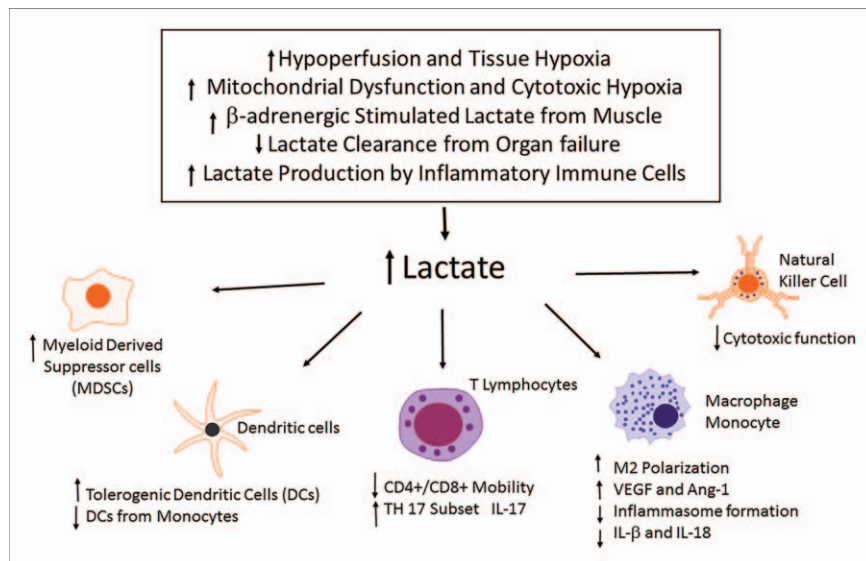 ↑Hypoperfusion and Tissue Hypoxia
↑ Mitochondrial Dysfunction and Cytotoxic Hypoxia
↑ β-adrenergic Stimulated Lactate from Muscle
↓Lactate Clearance from Organ failure
↑ Lactate Production by Inflammatory Immune Cells
↑Lactate
Natural
Killer Cell
↓Cytotoxic function
↑ Myeloid Derived
Suppressor cells
(MDSCs)
Dendritic cells
↑ Tolerogenic Dendritic Cells (DCs)
↓ DCs from Monocytes
T Lymphocytes
↓ CD4+/CD8+ Mobility
↑ TH 17 Subset IL-17
Macrophage
Monocyte
↑ M2 Polarization
↑ VEGF and Ang-1
↓ Inflammasome formation
↓ IL-β and IL-18